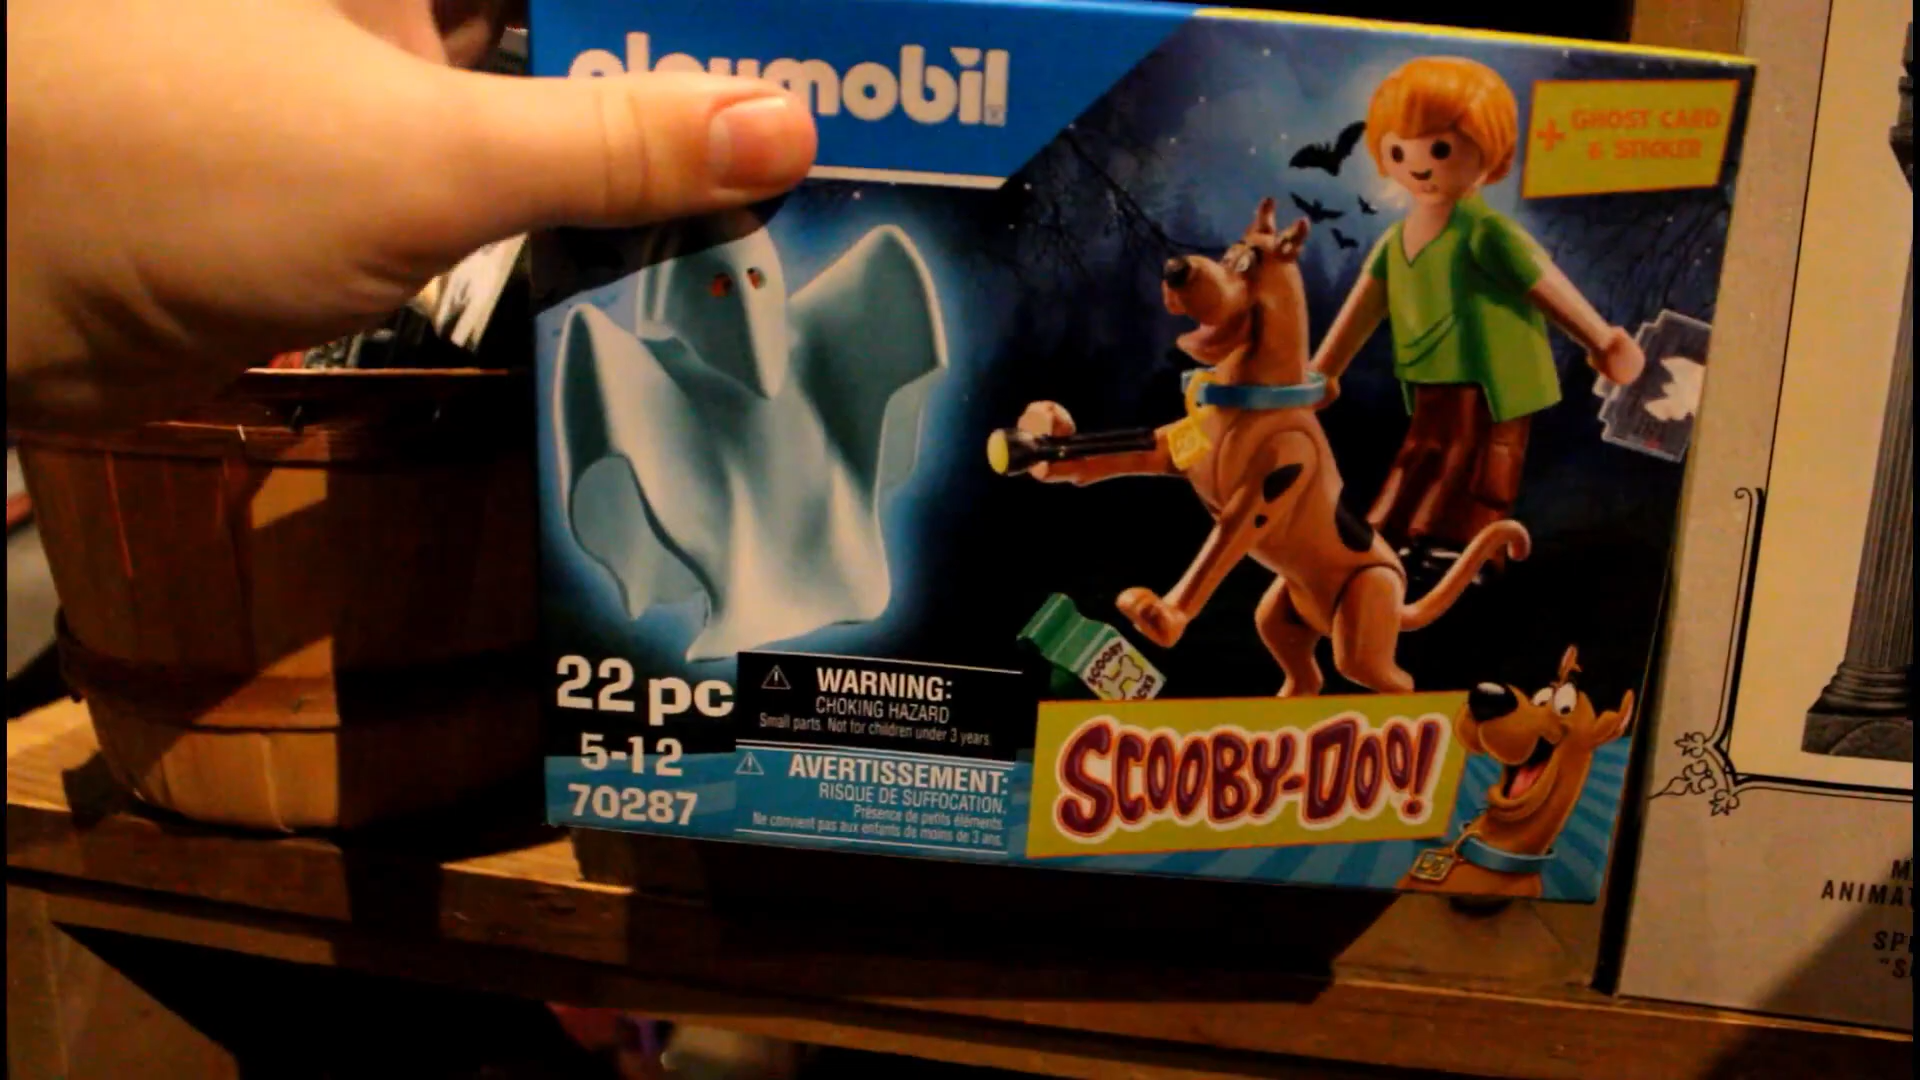 playmobil
+ GHOST CARD
& STICKER
22 pc
5-12
70287
WARNING:
CHOKING HAZARD
Small parts. Not for children under 3 years.
AVERTISSEMENT:
RISQUE DE SUFFOCATION.
Présence de petits éléments.
Ne convient pas aux enfants de moins de 3 ans.
SCOOBY
SCOOBY-DOO!
SD